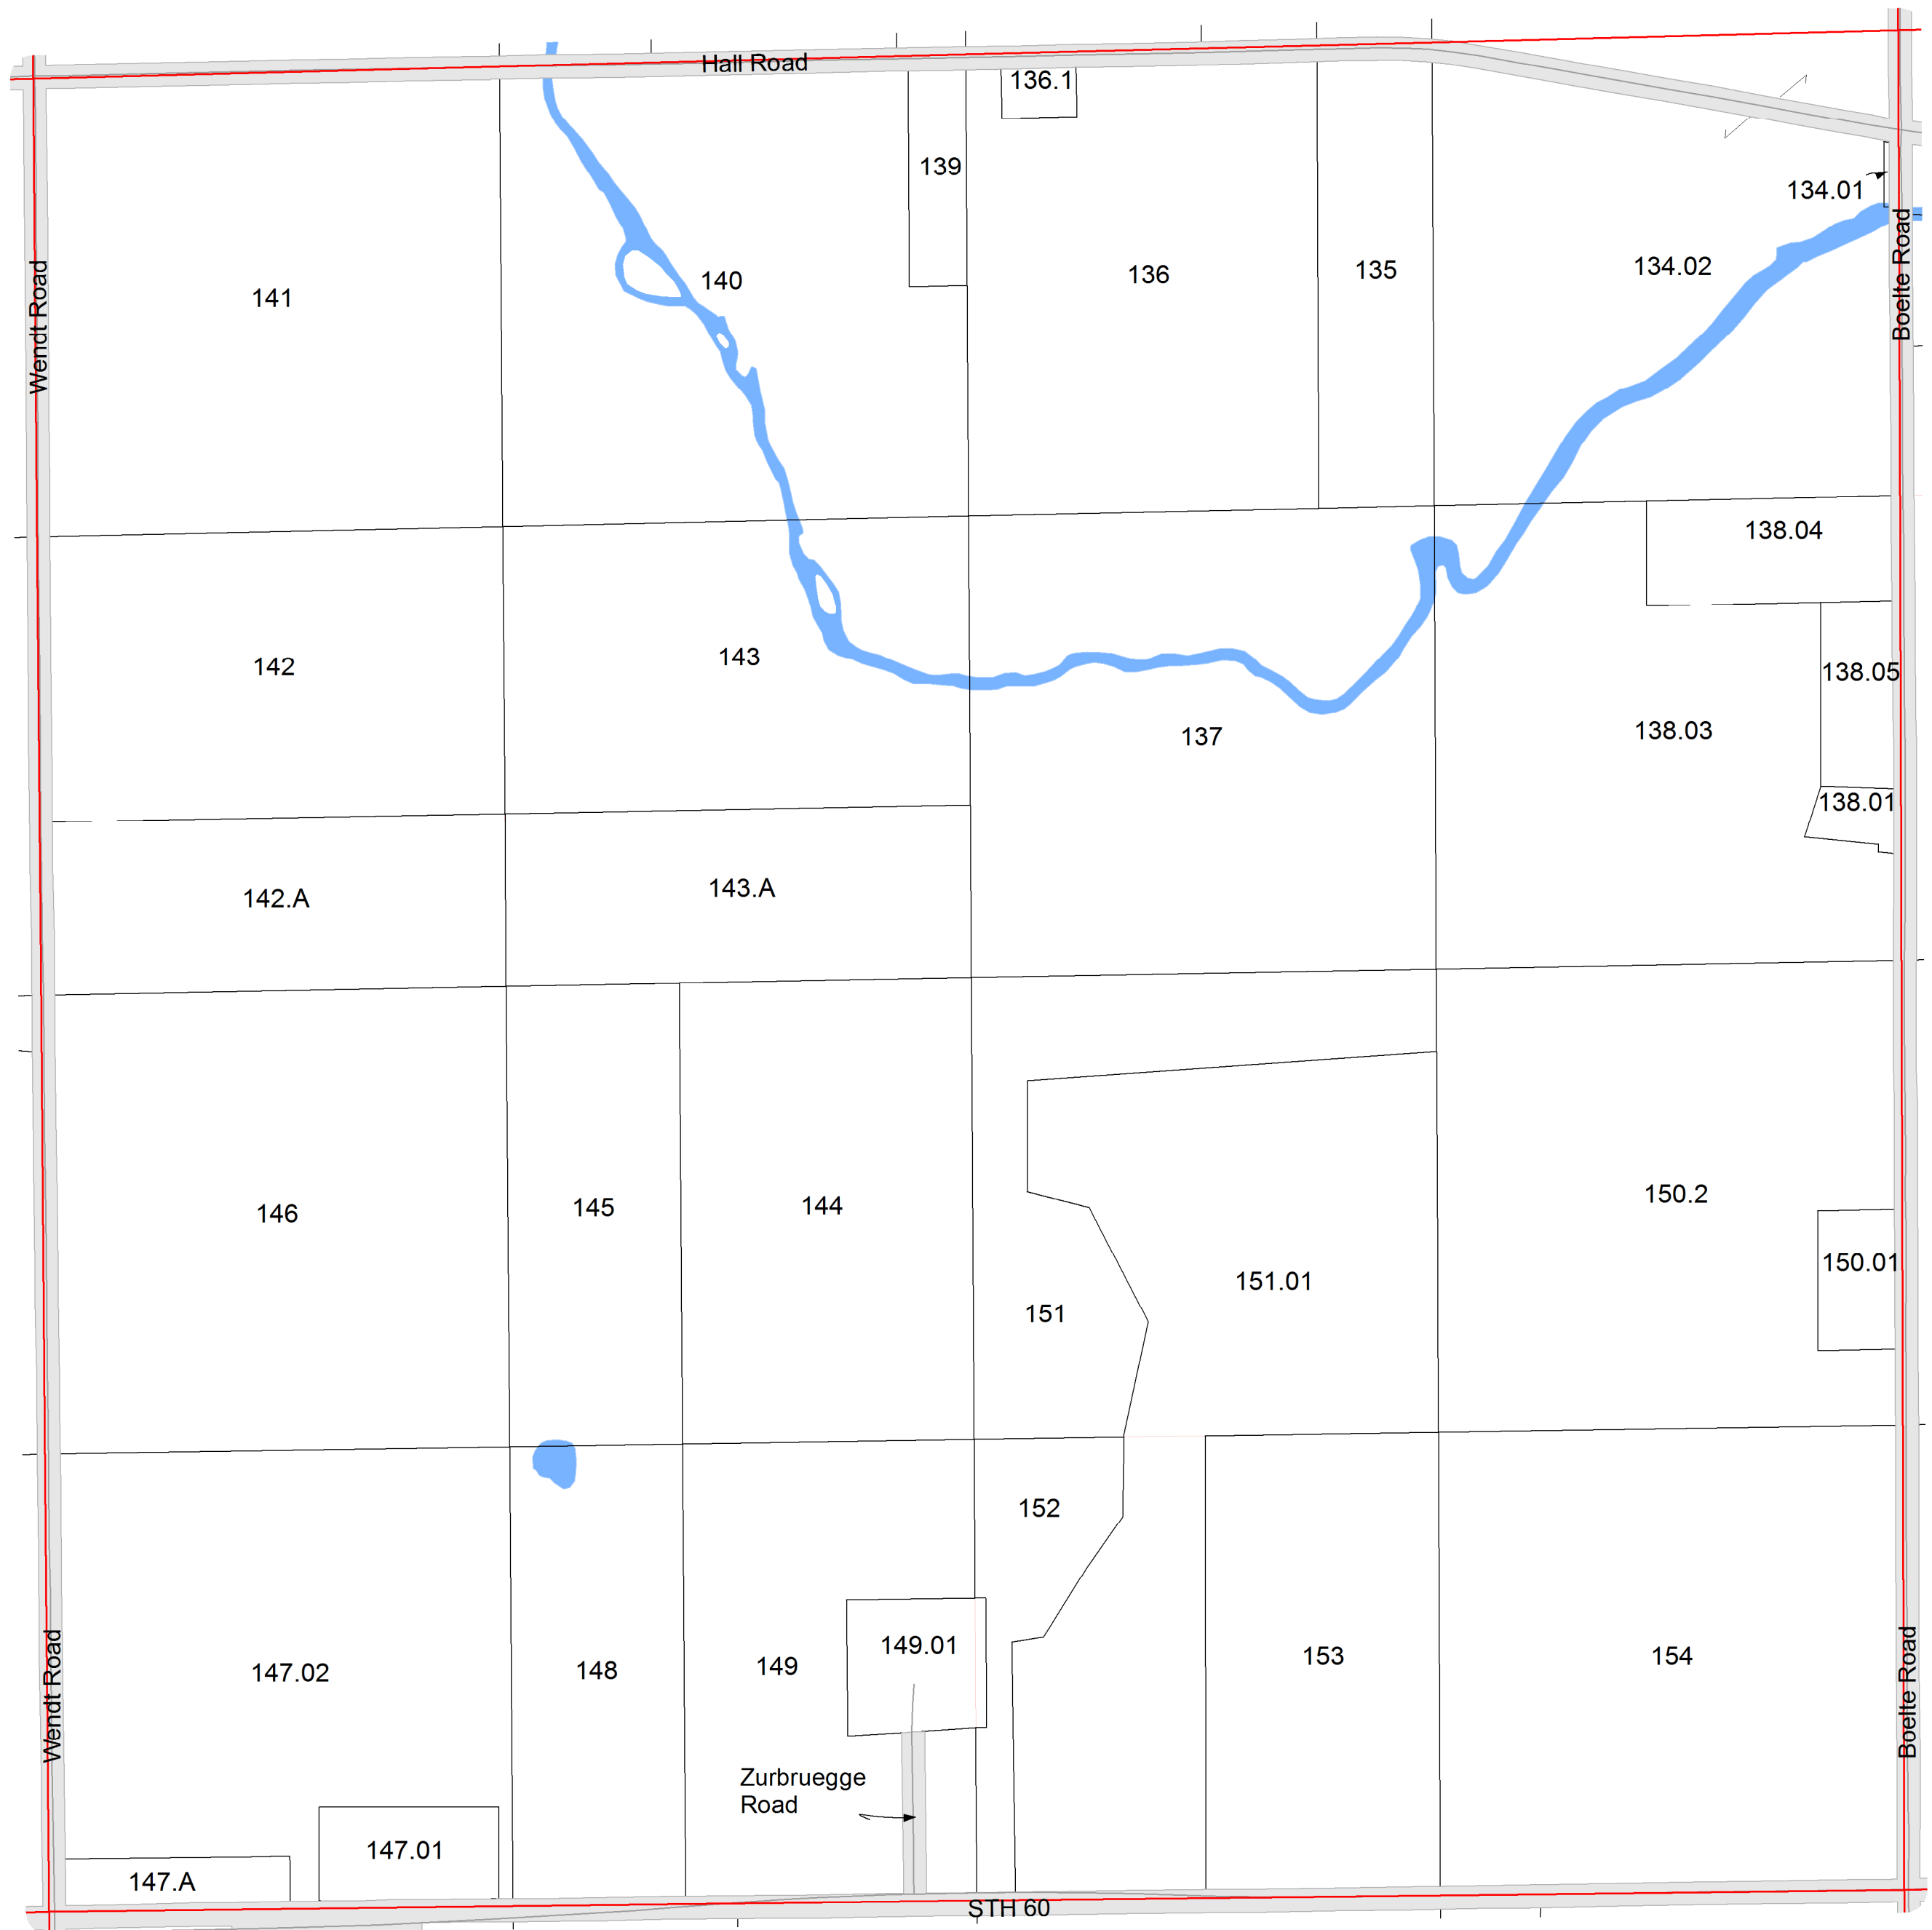 Hall Road
136.1
139
134.01
Boelte Road
Wendt Road
141
140
136
135
134.02
138.04
142
143
137
138.05
138.03
138.01
142.A
143.A
146
145
144
151
151.01
150.2
150.01
152
147.02
148
149
149.01
153
154
Wendt Road
Boelte Road
Zurbruegge
Road
147.01
147.A
STH 60